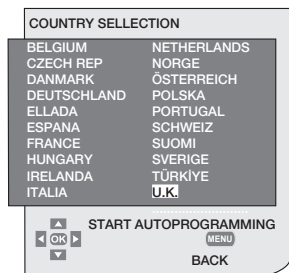 COUNTRY SELLECTION
BELGIUM NETHERLANDS
CZECH REP NORGE
DANMARK ÖSTERREICH
DEUTSCHLAND POLSKA
ELLADA PORTUGAL
ESPANA SCHWEIZ
FRANCE SUOMI
HUNGARY SVERIGE
IRELANDA TÜRKİYE
ITALIA U.K.
START AUTOPROGRAMMING
OK MENU
BACK